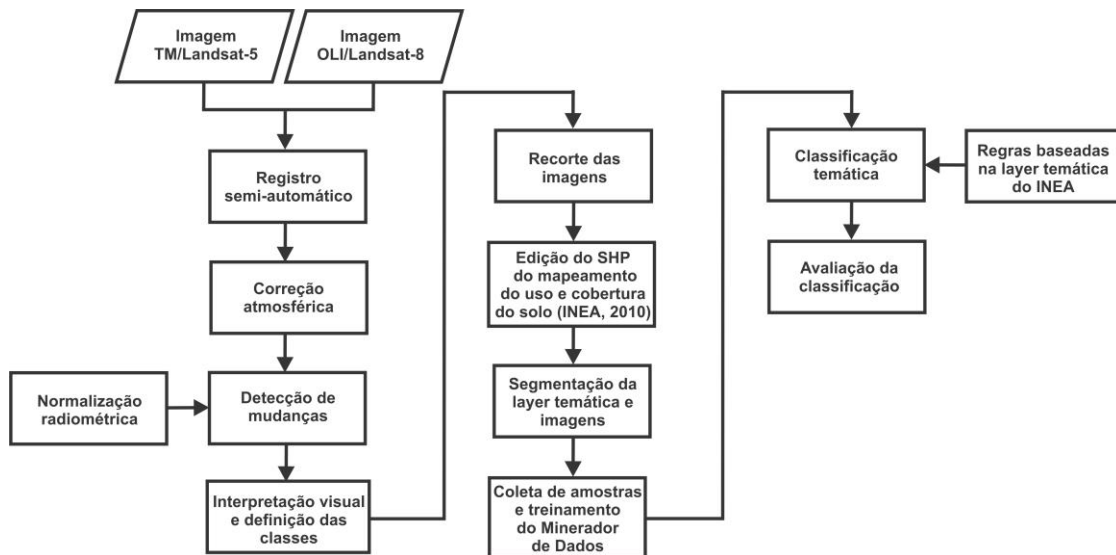 Imagem
TM/Landsat-5
Imagem
OLI/Landsat-8
Registro
semi-automático
Correção
atmosférica
Normalização
radiométrica
Detecção de
mudanças
Interpretação visual
e definição das
classes
Recorte das
imagens
Edição do SHP
do mapeamento
do uso e cobertura
do solo (INEA, 2010)
Segmentação da
layer temática e
imagens
Coleta de amostras
e treinamento
do Minerador
de Dados
Classificação
temática
Regras baseadas
na layer temática
do INEA
Avaliação da
classificação